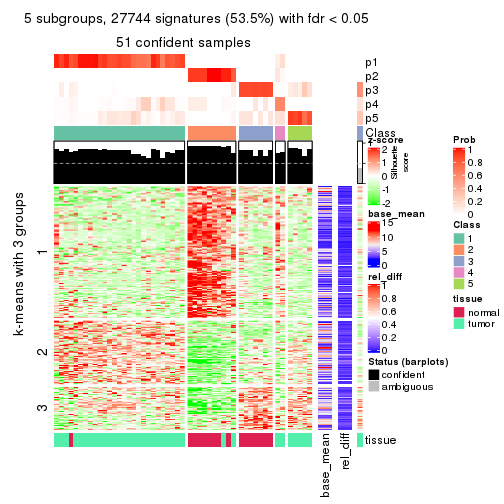 5 subgroups, 27744 signatures (53.5%) with fdr < 0.05
51 confident samples
p1
p2
p3
p4
p5
Class
k-means with 3 groups
1
2
3
base_mean
rel_diff
tissue
z-score
2
1
0
-1
-2
Silhouette
score
base_mean
15
10
5
0
rel_diff
1
0.8
0.6
0.4
0.2
0
Status (barplots)
confident
ambiguous
Prob
1
0.8
0.6
0.4
0.2
0
Class
1
2
3
4
5
tissue
normal
tumor